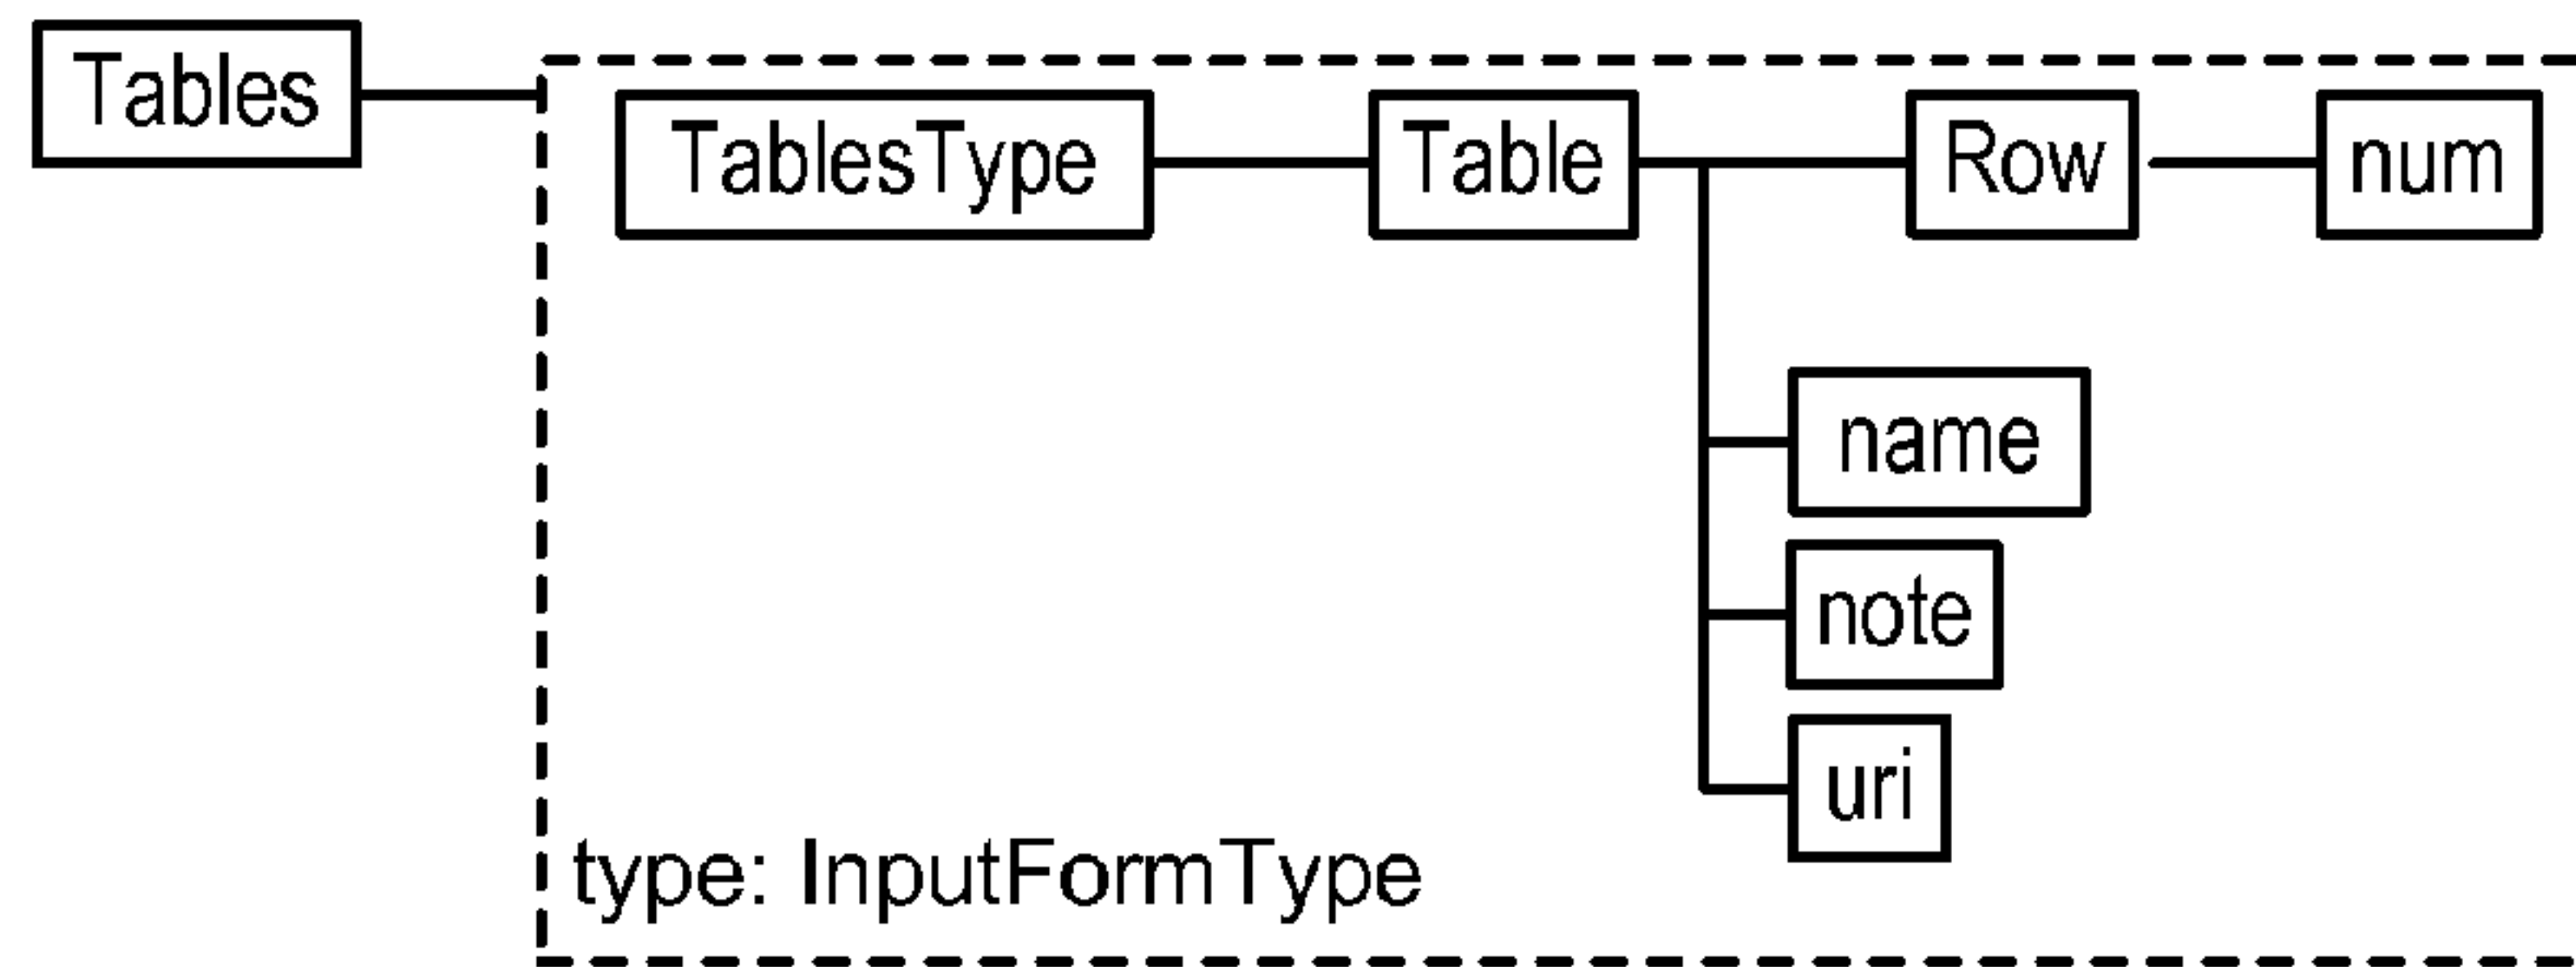 Tables
TablesType
Table
Row
num
name
note
uri
type: InputFormType